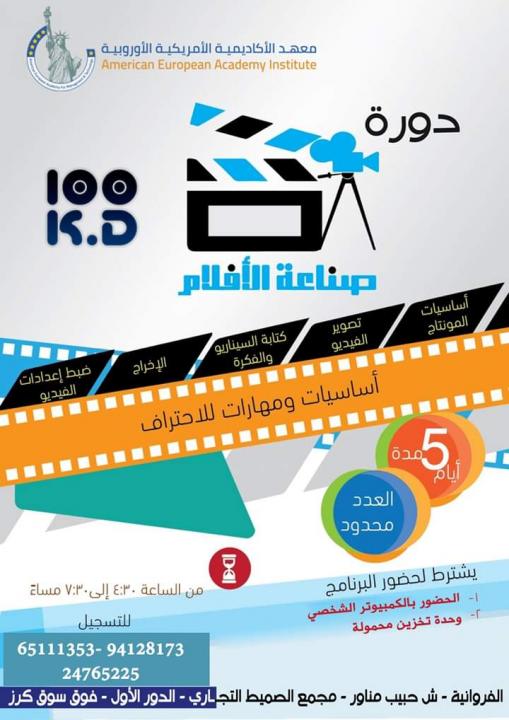 معهد الأكاديمية الأمريكية الأوروبية
American European Academy Institute
دورة
100
K.D
صناعة الأفلام
أساسيات المونتاج
تصوير الفيديو
كتابة السيناريو والفكرة
الإخراج
ضبط إعدادات الفيديو
أساسيات ومهارات للاحتراف
مدة 5 أيام
العدد محدود
من الساعة ٤:٣٠ إلى ٧:٣٠ مساءً
يشترط لحضور البرنامج
١- الحضور بالكمبيوتر الشخصي
٢- وحدة تخزين محمولة
للتسجيل
65111353- 94128173
24765225
الفروانية - ش حبيب مناور - مجمع الصميط التجاري - الدور الأول - فوق سوق كرز